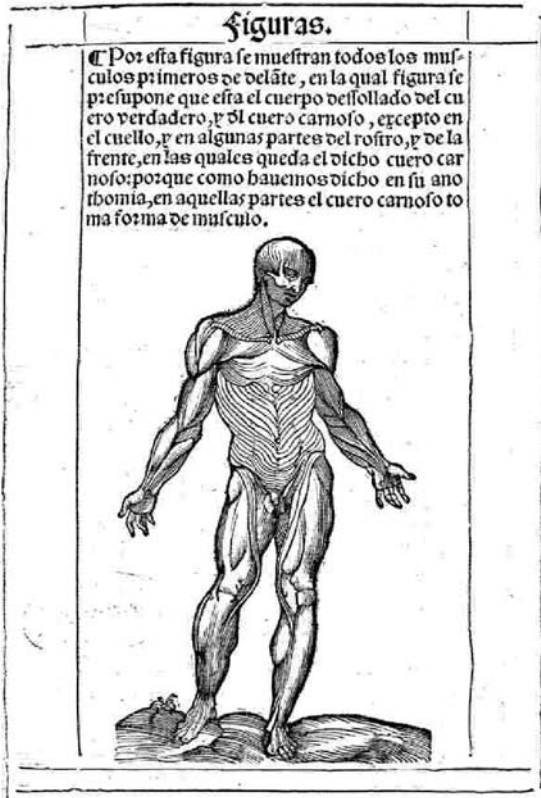 Figuras.
¶ Por esta figura se muestran todos los mus-
culos primeros de delãte, en la qual figura se
presupone que esta el cuerpo dessollado del cu
ero verdadero, y ďl cuero carnoso, excepto en
el cuello, y en algunas partes del rostro, y de la
frente, en las quales queda el dicho cuero car
noso: porque como hauemos dicho en su ano
thomia, en aquellas partes el cuero carnoso to
ma forma de musculo.